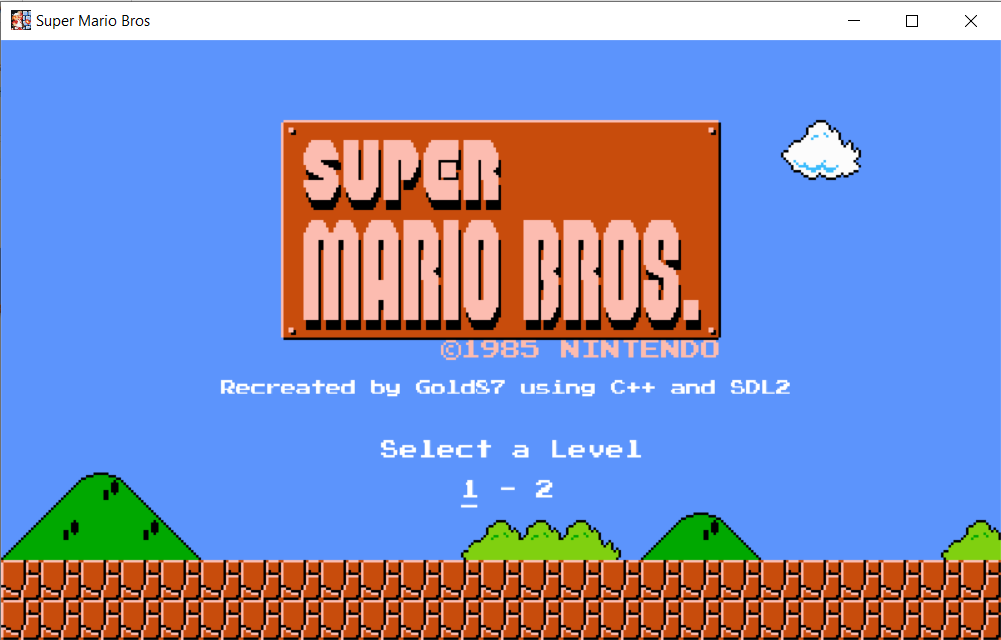 Super Mario Bros
SUPER
MARIO BROS.
©1985 NINTENDO
Recreated by Gold87 using C++ and SDL2
Select a Level
1 - 2